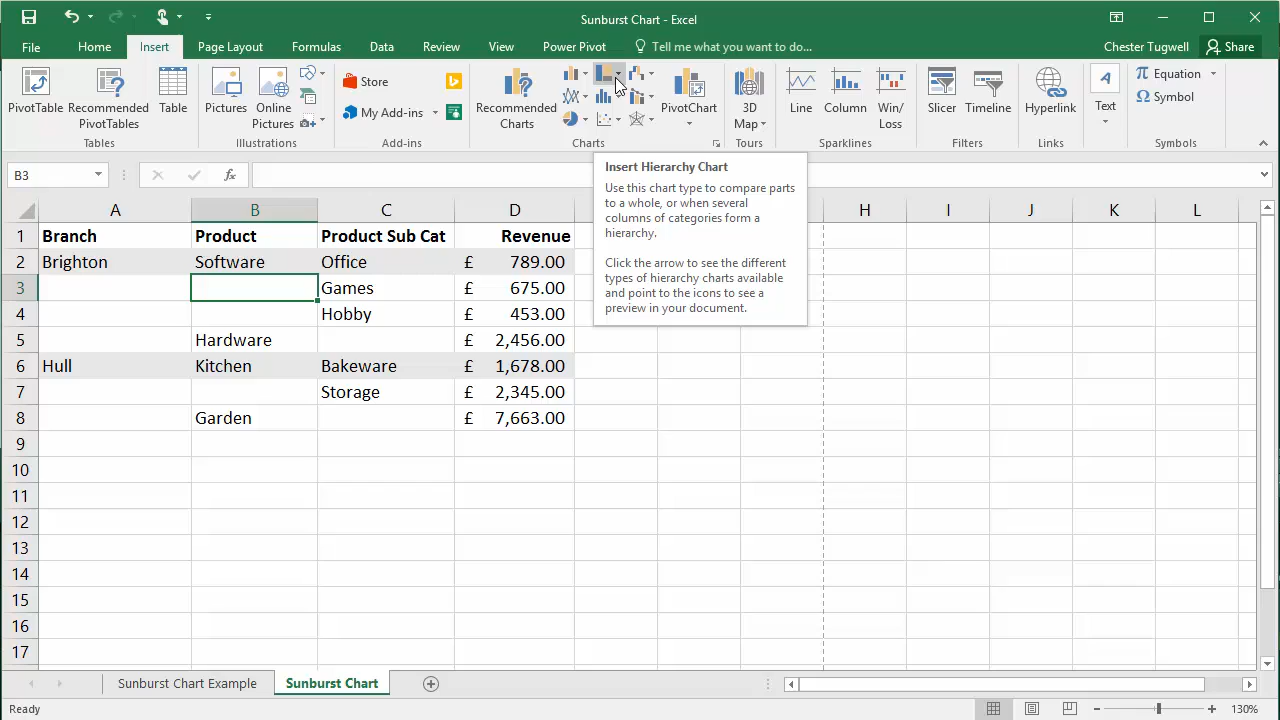 Sunburst Chart - Excel
File Home Insert Page Layout Formulas Data Review View Power Pivot Tell me what you want to do... Chester Tugwell Share
PivotTable Recommended PivotTables Table Pictures Online Pictures Store My Add-ins Recommended Charts PivotChart 3D Map Line Column Win/Loss Slicer Timeline Hyperlink Text Equation Symbol
Tables Illustrations Add-ins Charts Tours Sparklines Filters Links Symbols
B3 fx
Insert Hierarchy Chart
Use this chart type to compare parts
to a whole, or when several
columns of categories form a
hierarchy.
Click the arrow to see the different
types of hierarchy charts available
and point to the icons to see a
preview in your document.
A B C D H I J K L
1 Branch Product Product Sub Cat Revenue
2 Brighton Software Office £ 789.00
3 Games £ 675.00
4 Hobby £ 453.00
5 Hardware £ 2,456.00
6 Hull Kitchen Bakeware £ 1,678.00
7 Storage £ 2,345.00
8 Garden £ 7,663.00
9
10
11
12
13
14
15
16
17
Sunburst Chart Example Sunburst Chart
Ready 130%